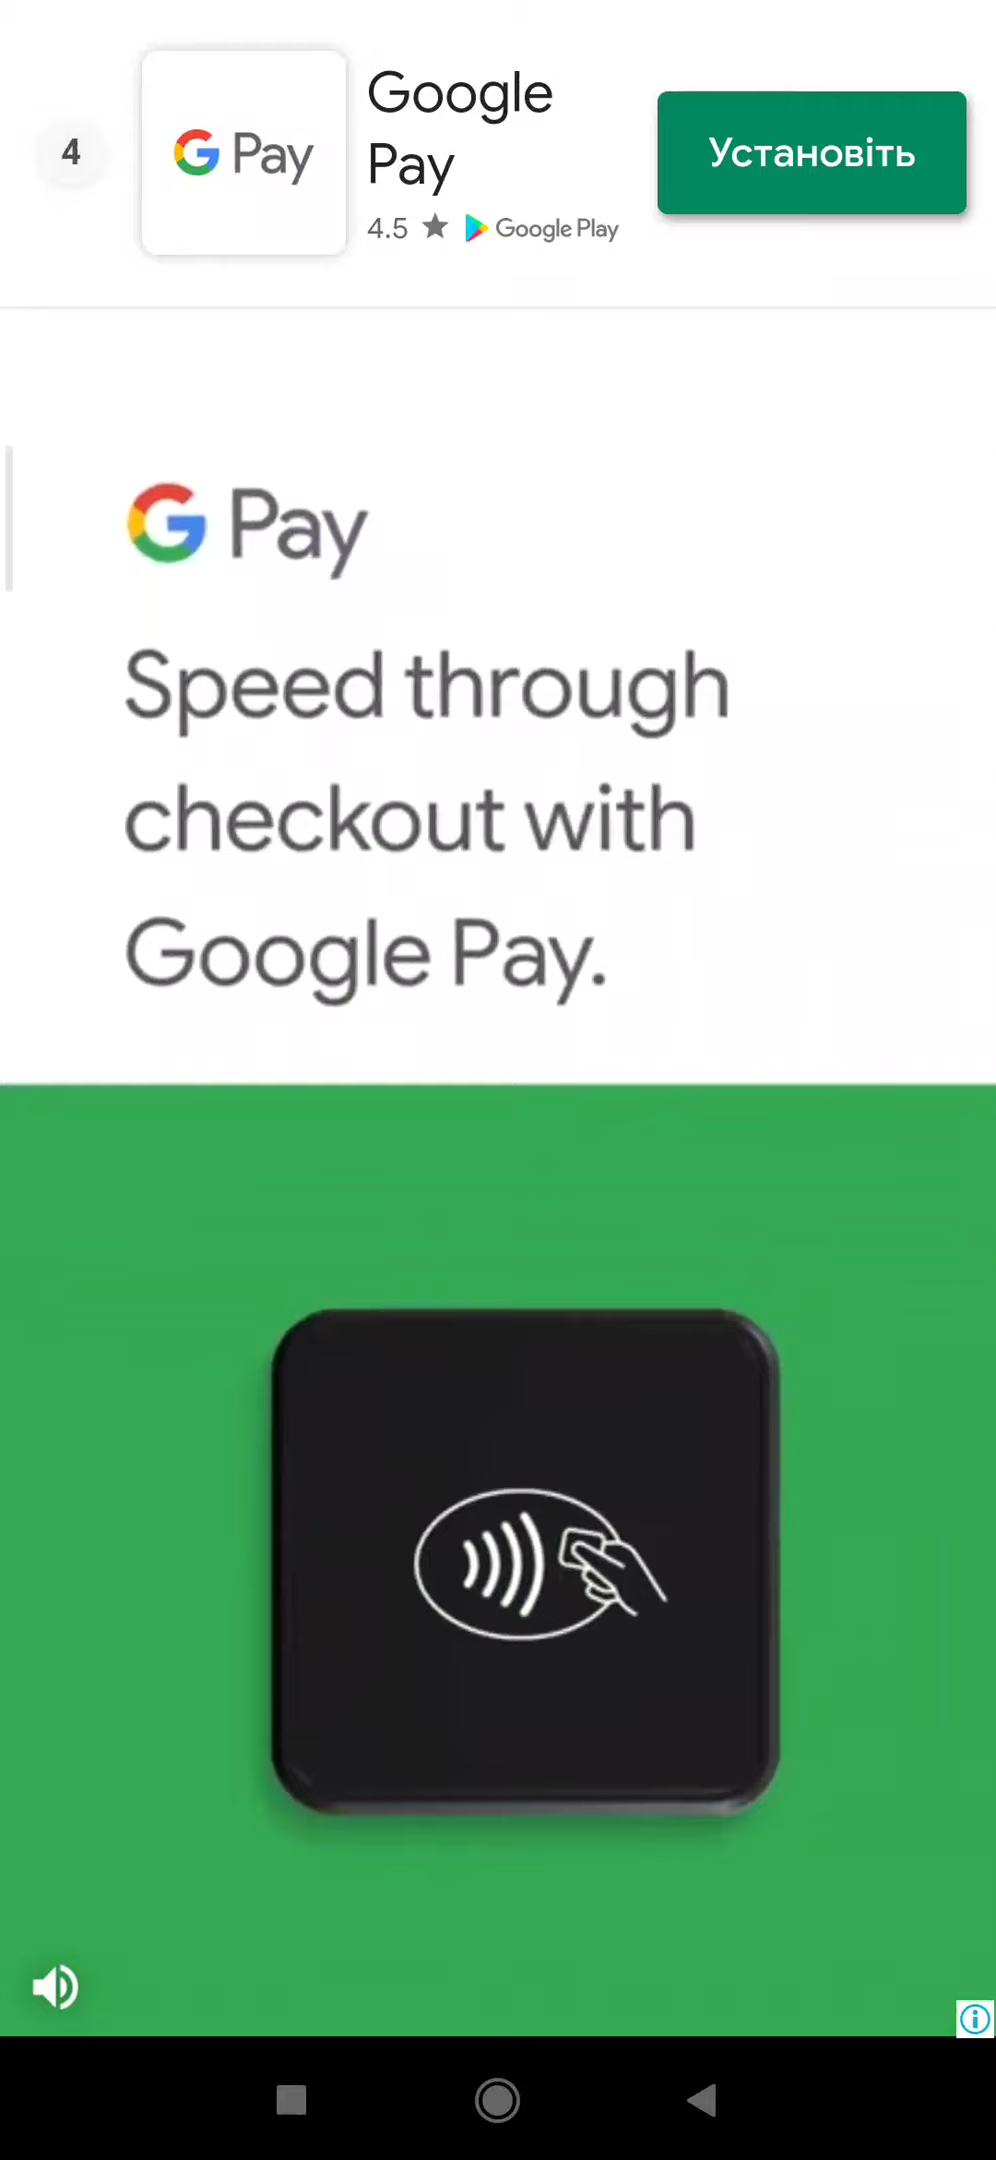 4
G Pay
Google
Pay
4.5 ★ Google Play
Установіть
G Pay
Speed through
checkout with
Google Pay.